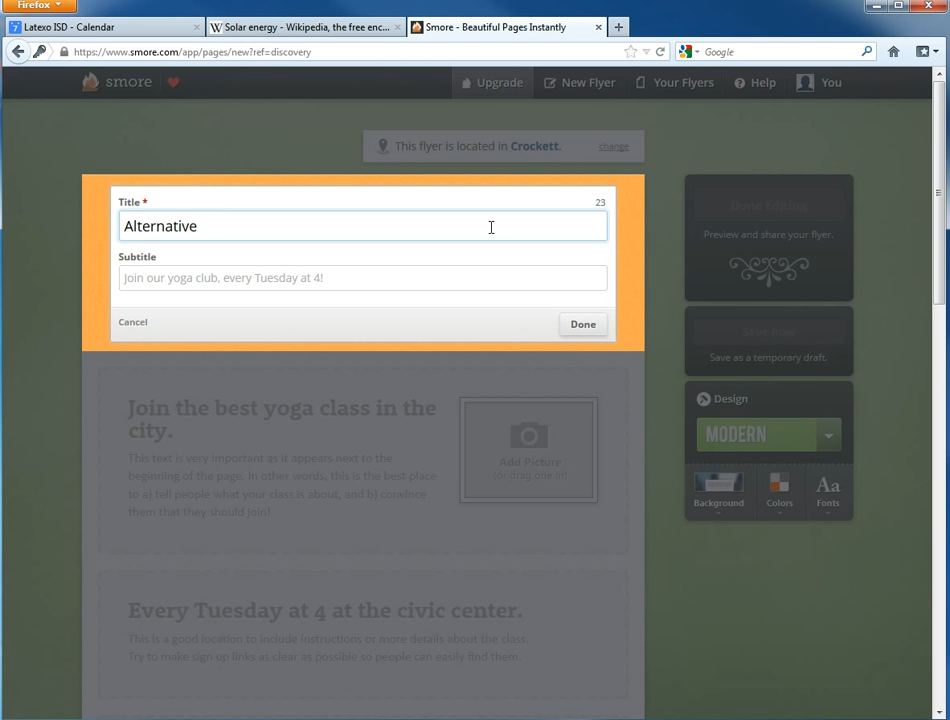 Firefox
Latexo ISD - Calendar
Solar energy - Wikipedia, the free enc...
Smore - Beautiful Pages Instantly
https://www.smore.com/app/pages/new?ref=discovery
Google
smore
Upgrade
New Flyer
Your Flyers
Help
You
This flyer is located in Crockett.
change
Title *
23
Alternative
Subtitle
Join our yoga club, every Tuesday at 4!
Cancel
Done
Done Editing
Preview and share your flyer.
Save Now
Save as a temporary draft.
Design
MODERN
Background
Colors
Aa
Fonts
Join the best yoga class in the
city.
This text is very important as it appears next to the
beginning of the page. In other words, this is the best place
to a) tell people what your class is about, and b) convince
them that they should join?
Add Picture
(or drag one in)
Every Tuesday at 4 at the civic center.
This is a good location to include instructions or more details about the class.
Try to make sign up links as clear as possible so people can easily find them.